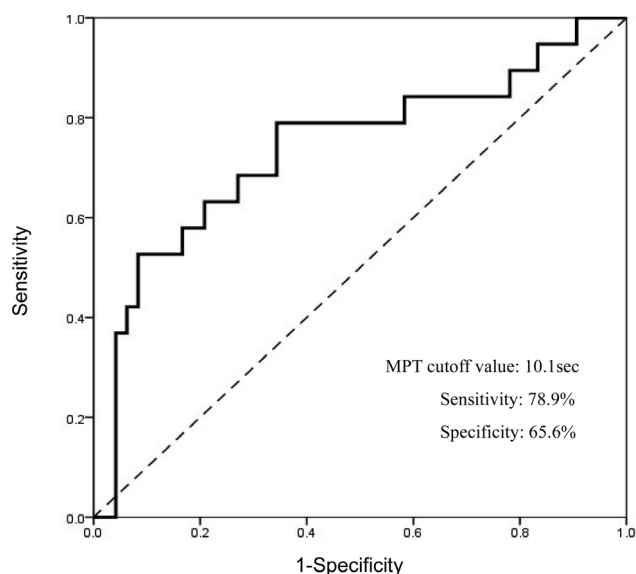 1.0
0.8
0.6
0.4
0.2
0.0
Sensitivity
MPT cutoff value: 10.1sec
Sensitivity: 78.9%
Specificity: 65.6%
0.0 0.2 0.4 0.6 0.8 1.0
1-Specificity